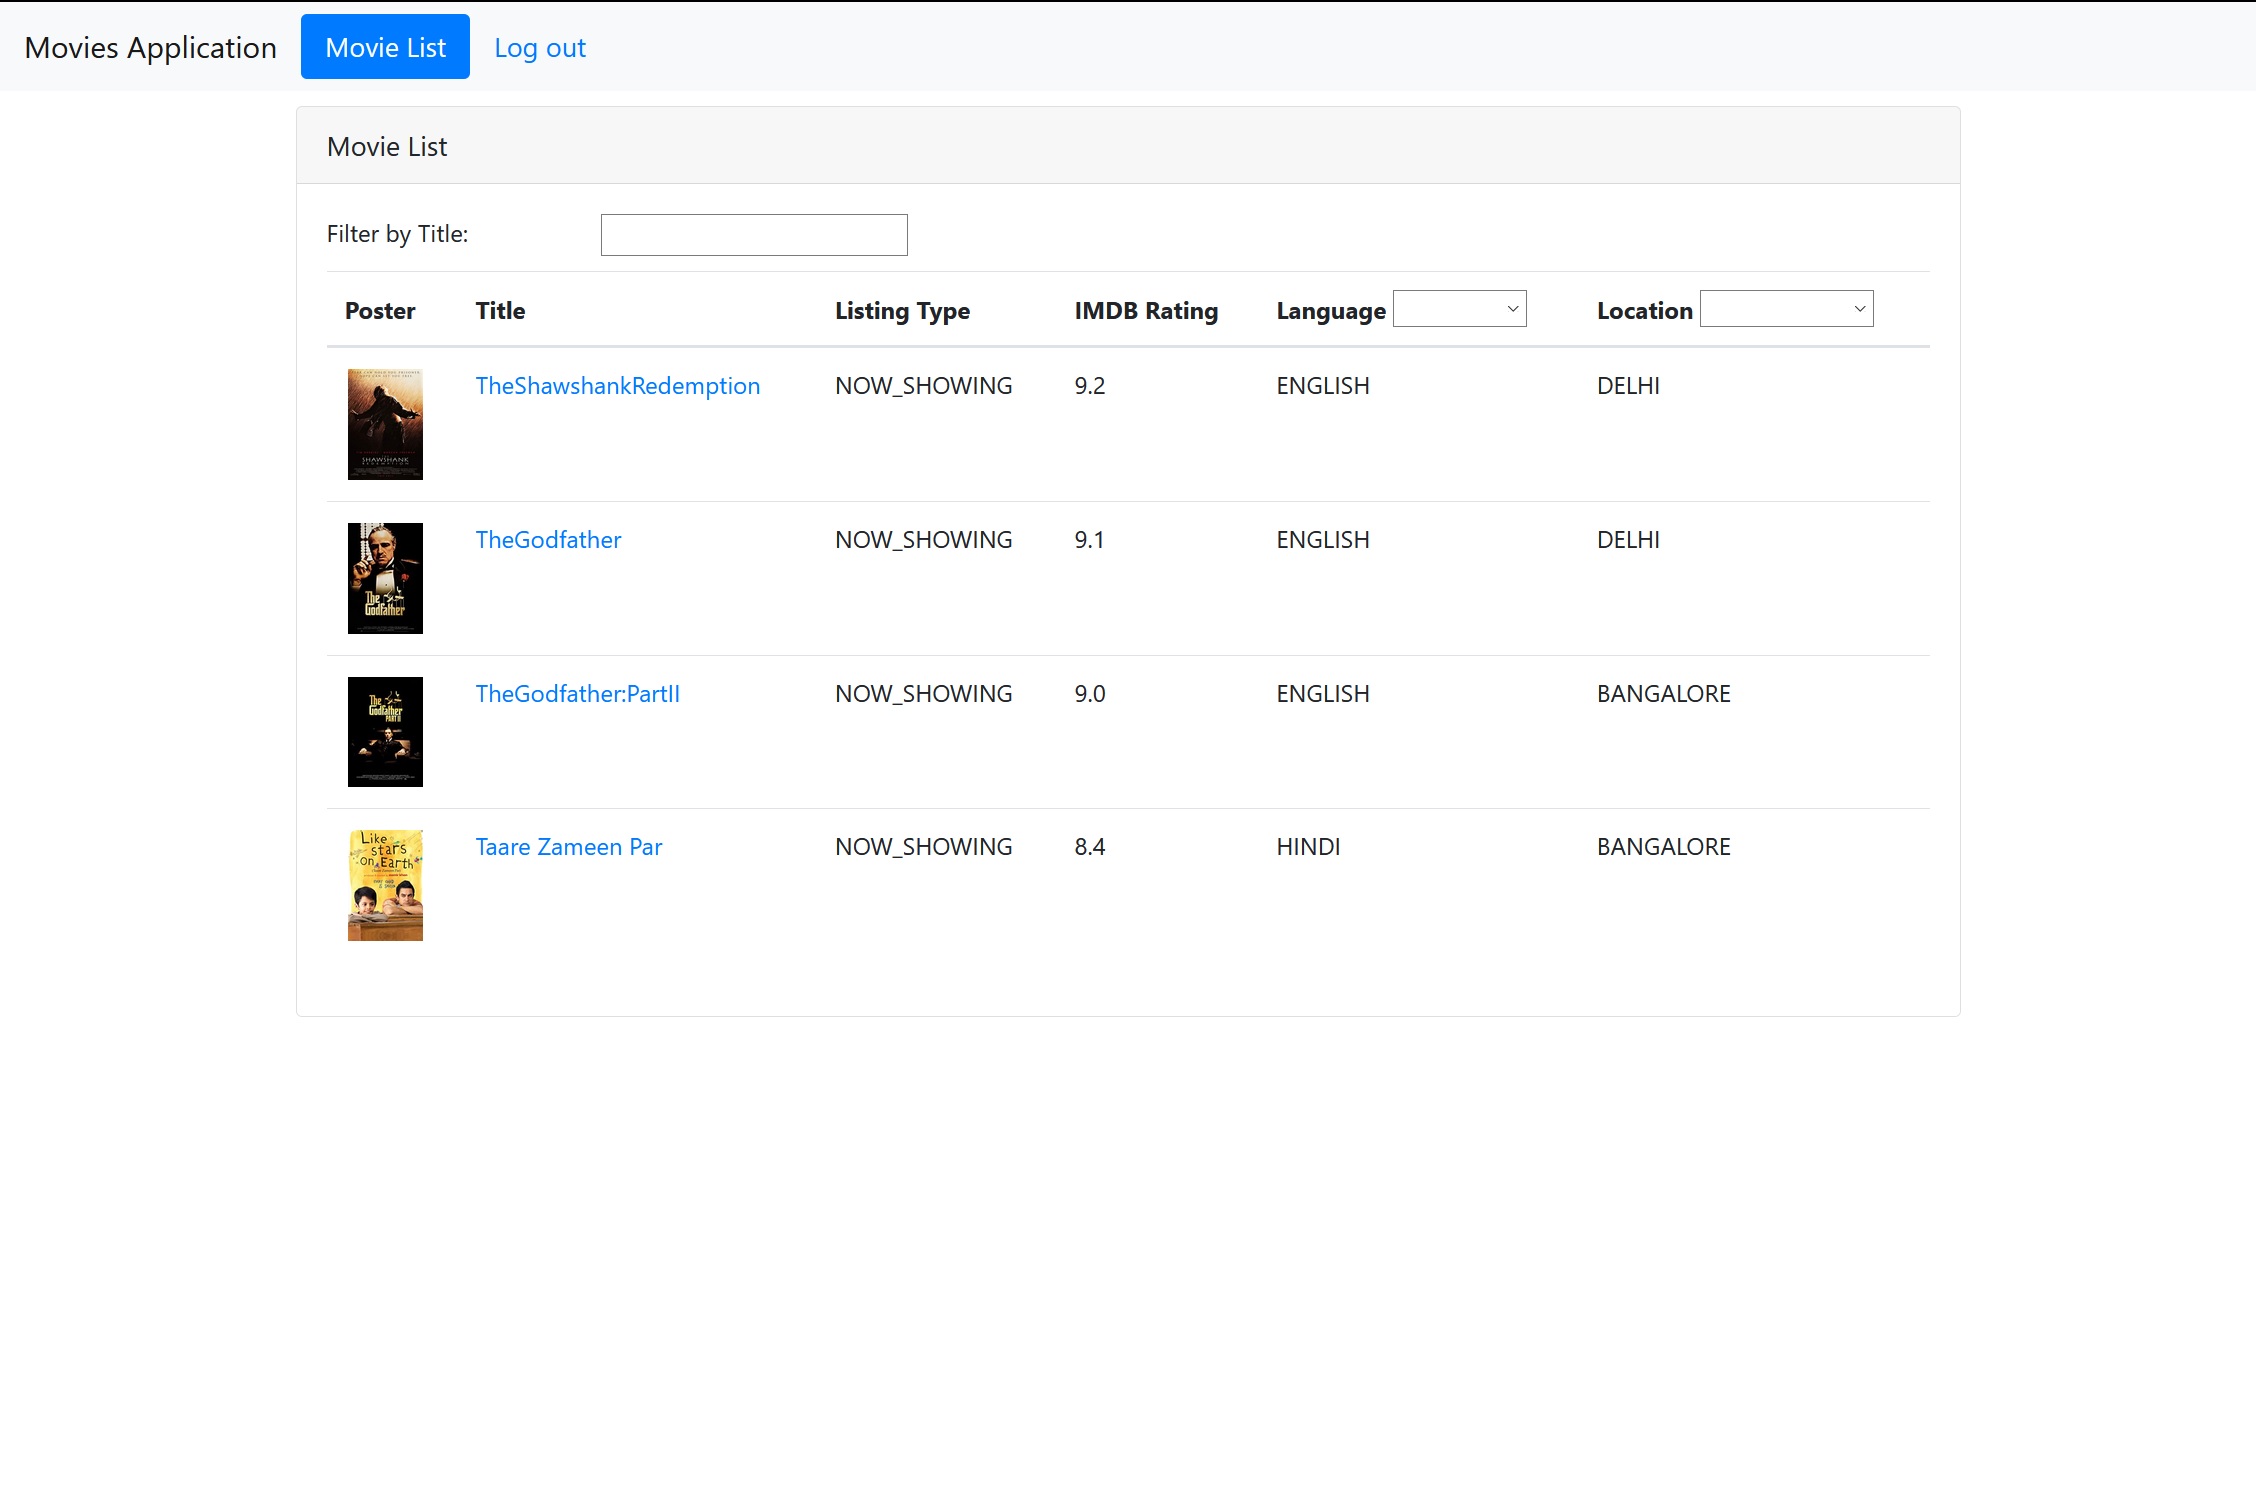 Movies Application Movie List Log out
Movie List
Filter by Title:
Poster Title Listing Type IMDB Rating Language Location
TheShawshankRedemption NOW_SHOWING 9.2 ENGLISH DELHI
SHAWSHANK
REDEMPTION
TheGodfather NOW_SHOWING 9.1 ENGLISH DELHI
The
Godfather
TheGodfather:PartII NOW_SHOWING 9.0 ENGLISH BANGALORE
The
Godfather
PART II
Taare Zameen Par NOW_SHOWING 8.4 HINDI BANGALORE
Like
stars
on Earth